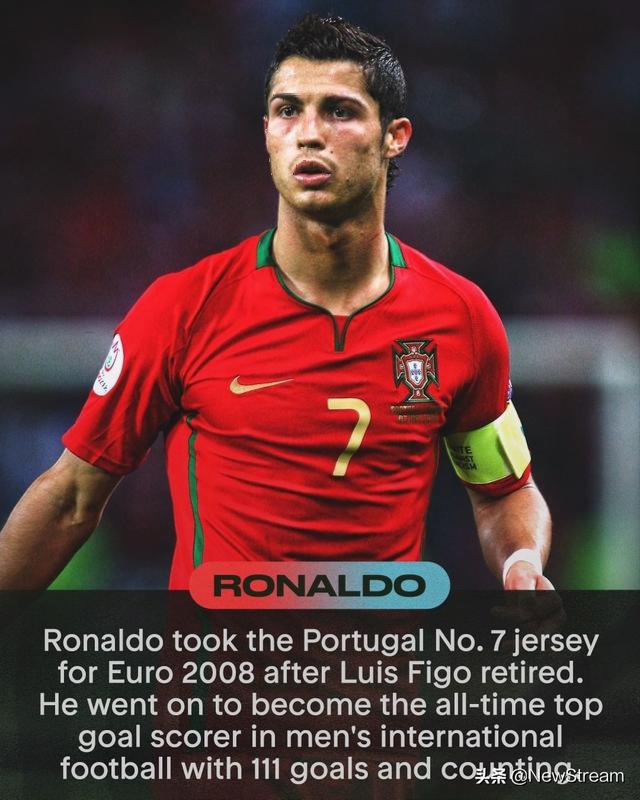 7
RONALDO
Ronaldo took the Portugal No. 7 jersey
for Euro 2008 after Luis Figo retired.
He went on to become the all-time top
goal scorer in men's international
football with 111 goals and counting.
头条 @NewStream